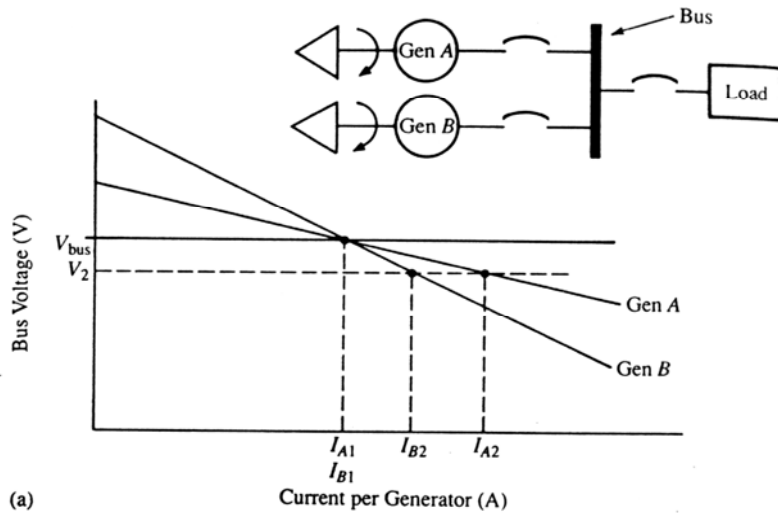 Bus
Gen A
Load
Gen B
Bus Voltage (V)
V_bus
V_2
Gen A
Gen B
I_A1 I_B2 I_A2
I_B1
(a) Current per Generator (A)